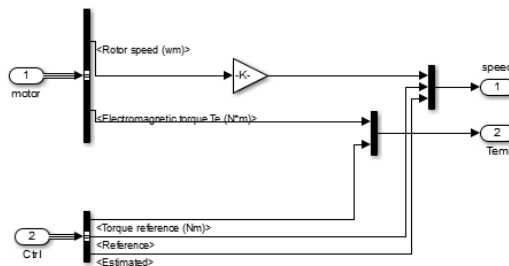 <Rotor speed (wm)>
1
motor
-K-
speed
1
<Electromagnetic torque Te (N*m)>
2
Tem
2
Ctrl
<Torque reference (Nm)>
<Reference>
<Estimated>